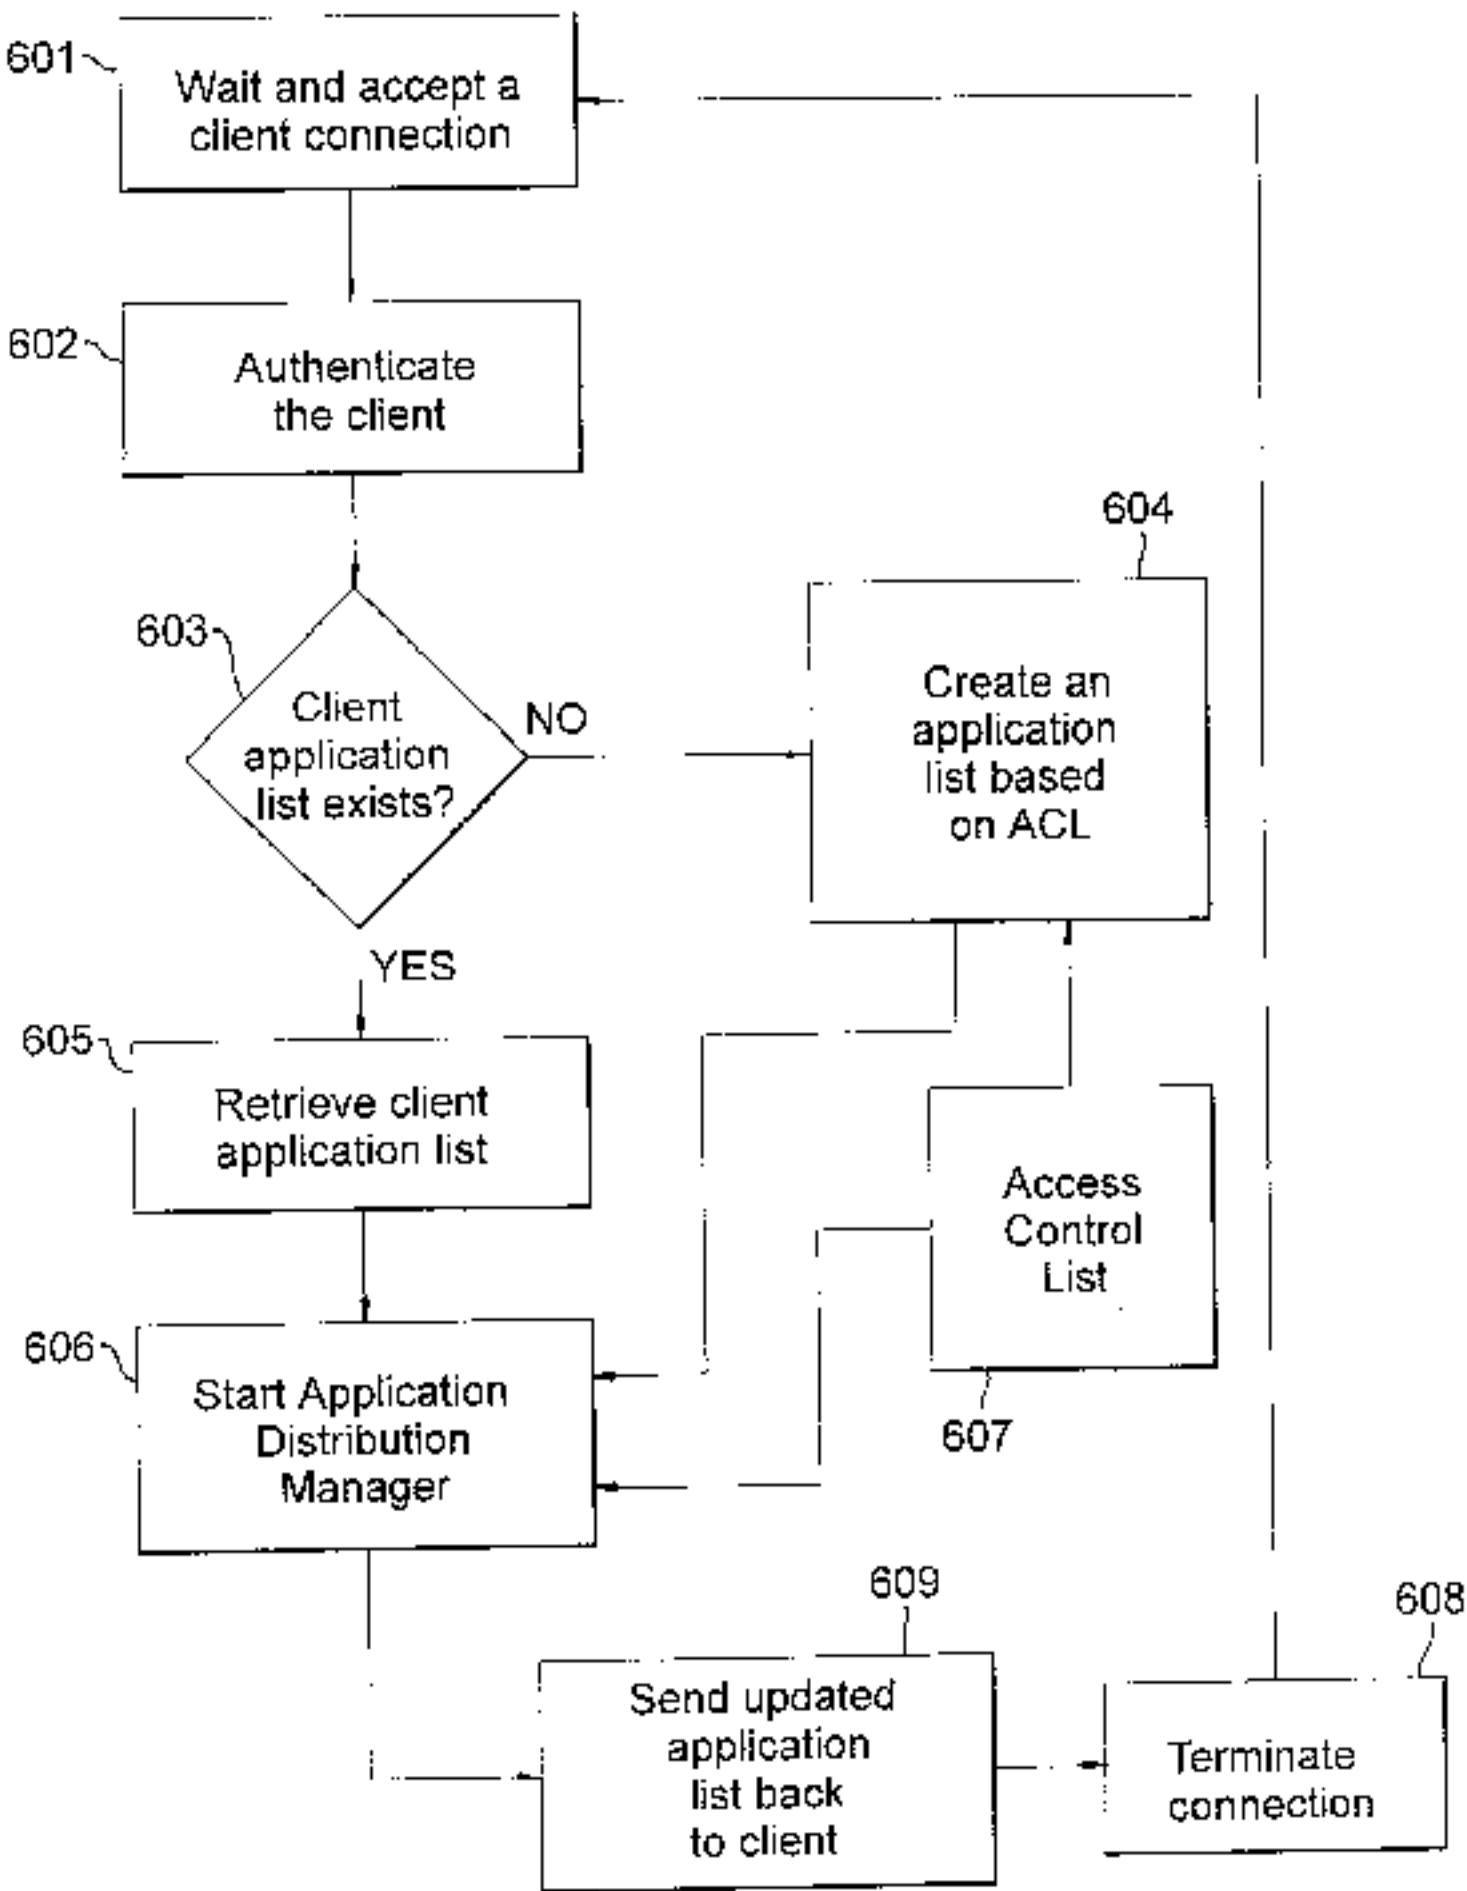 601
Wait and accept a
client connection
602
Authenticate
the client
603
Client
application
list exists?
NO
YES
604
Create an
application
list based
on ACL
605
Retrieve client
application list
Access
Control
List
607
606
Start Application
Distribution
Manager
609
Send updated
application
list back
to client
608
Terminate
connection